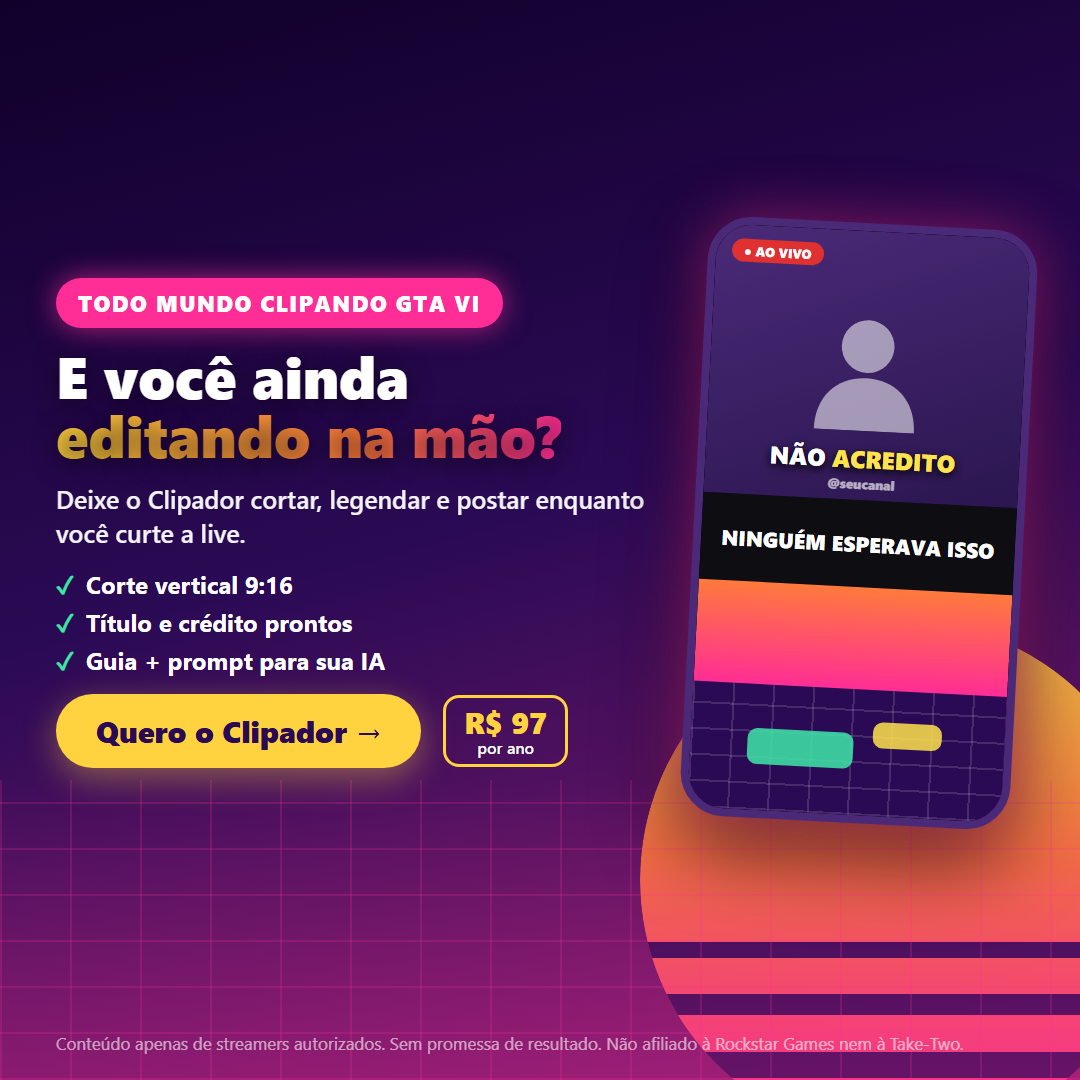 ● AO VIVO
TODO MUNDO CLIPANDO GTA VI
E você ainda
editando na mão?
Deixe o Clipador cortar, legendar e postar enquanto
você curte a live.
✓ Corte vertical 9:16
✓ Título e crédito prontos
✓ Guia + prompt para sua IA
Quero o Clipador →
R$ 97
por ano
NÃO ACREDITO
@seucanal
NINGUÉM ESPERAVA ISSO
Conteúdo apenas de streamers autorizados. Sem promessa de resultado. Não afiliado à Rockstar Games nem à Take-Two.